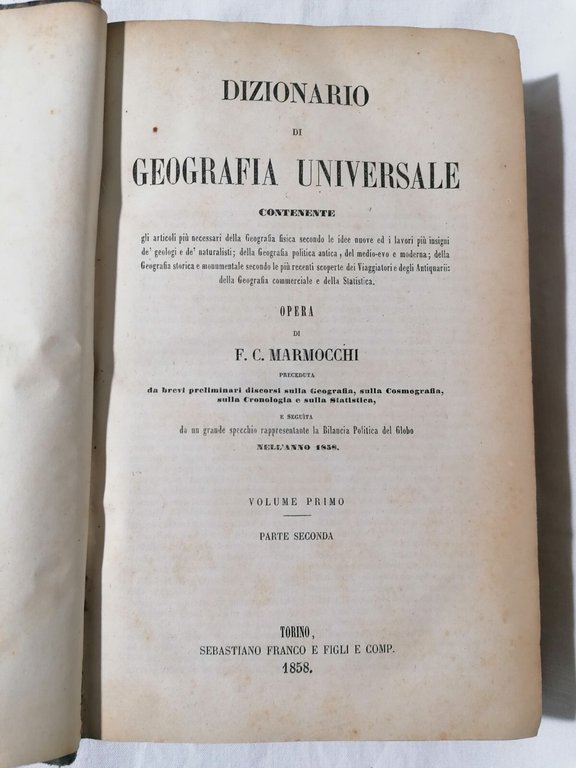 DIZIONARIO
DI
GEOGRAFIA UNIVERSALE
CONTENENTE
gli articoli più necessari della Geografia fisica secondo le idee nuove ed i lavori più insigni
de' geologi e de' naturalisti; della Geografia politica antica, del medio-evo e moderna; della
Geografia storica e monumentale secondo le più recenti scoperte dei Viaggiatori e degli Antiquarii:
della Geografia commerciale e della Statistica.
OPERA
DI
F. C. MARMOCCHI
PRECEDUTA
da brevi preliminari discorsi sulla Geografia, sulla Cosmografia,
sulla Cronologia e sulla Statistica,
E SEGUÌTA
da un grande specchio rappresentante la Bilancia Politica del Globo
NELL'ANNO 1858.
VOLUME PRIMO
PARTE SECONDA
TORINO,
SEBASTIANO FRANCO E FIGLI E COMP.
1858.